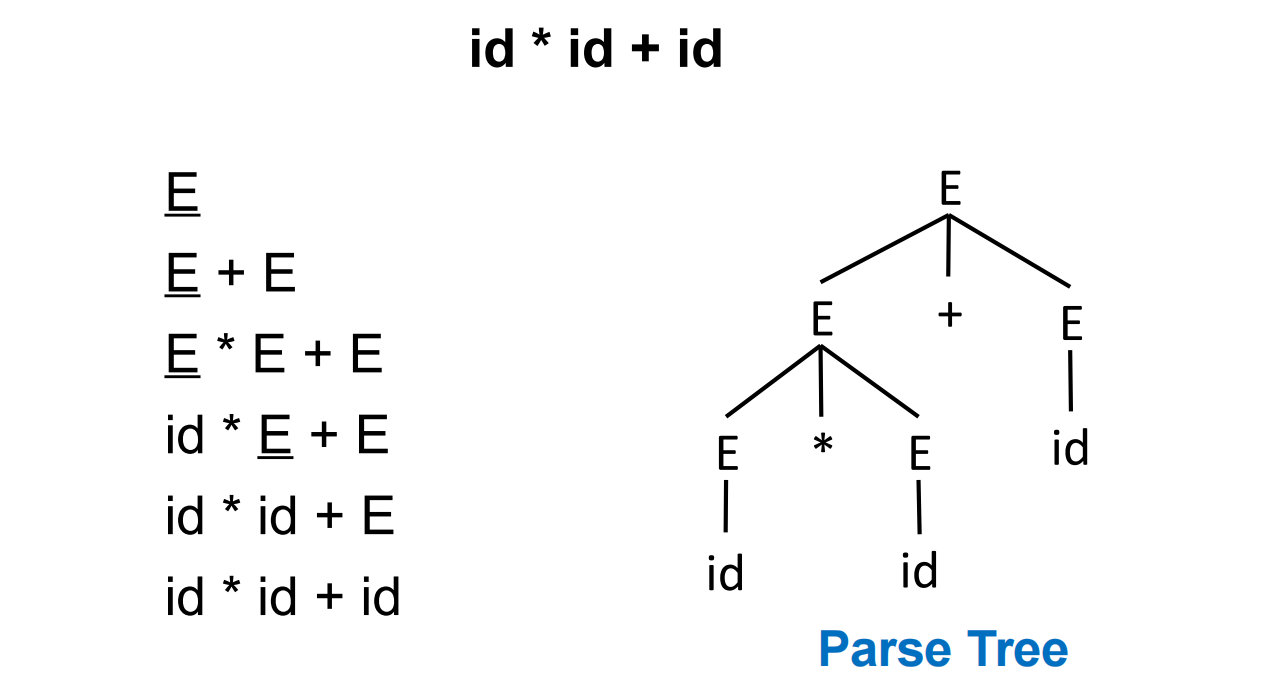 id * id + id
E
E + E
E * E + E
id * E + E
id * id + E
id * id + id
E
E + E
E * E id
id id
Parse Tree